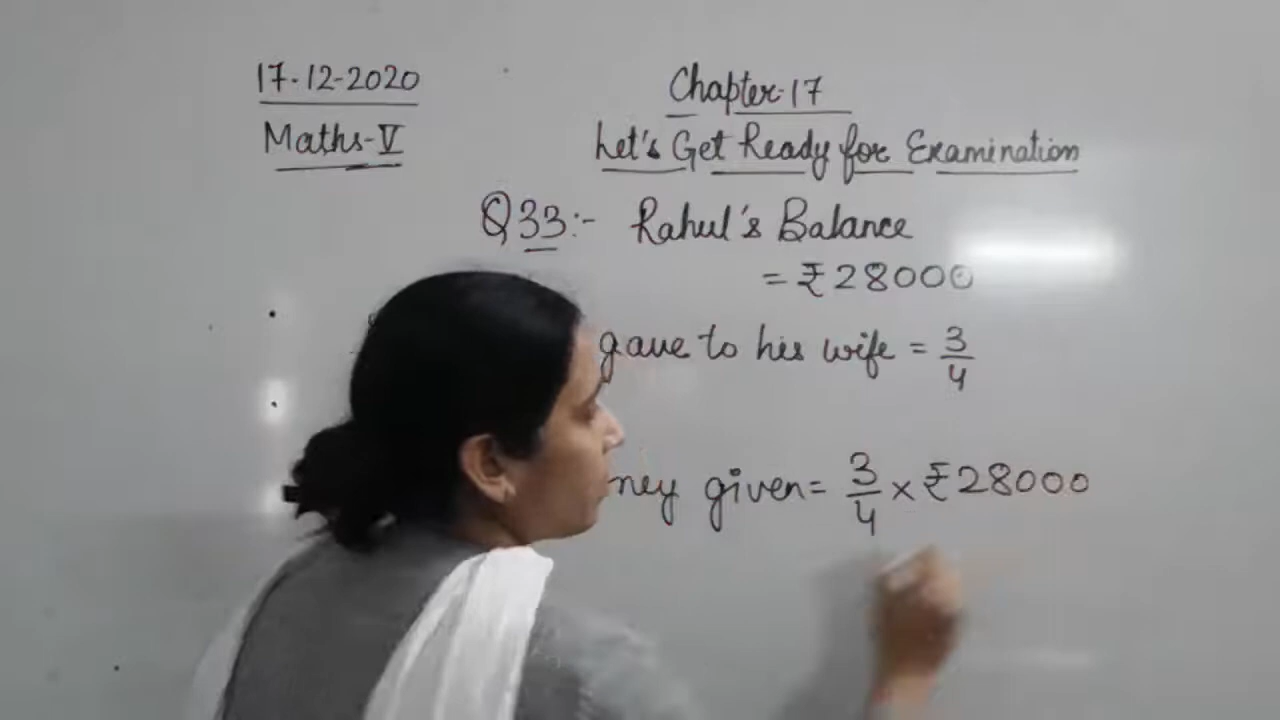 17-12-2020
Maths-V
Chapter-17
Let's Get Ready for Examination
Q33:- Rahul's Balance
= ₹28000
gave to his wife = 3/4
ney given = 3/4 × ₹28000